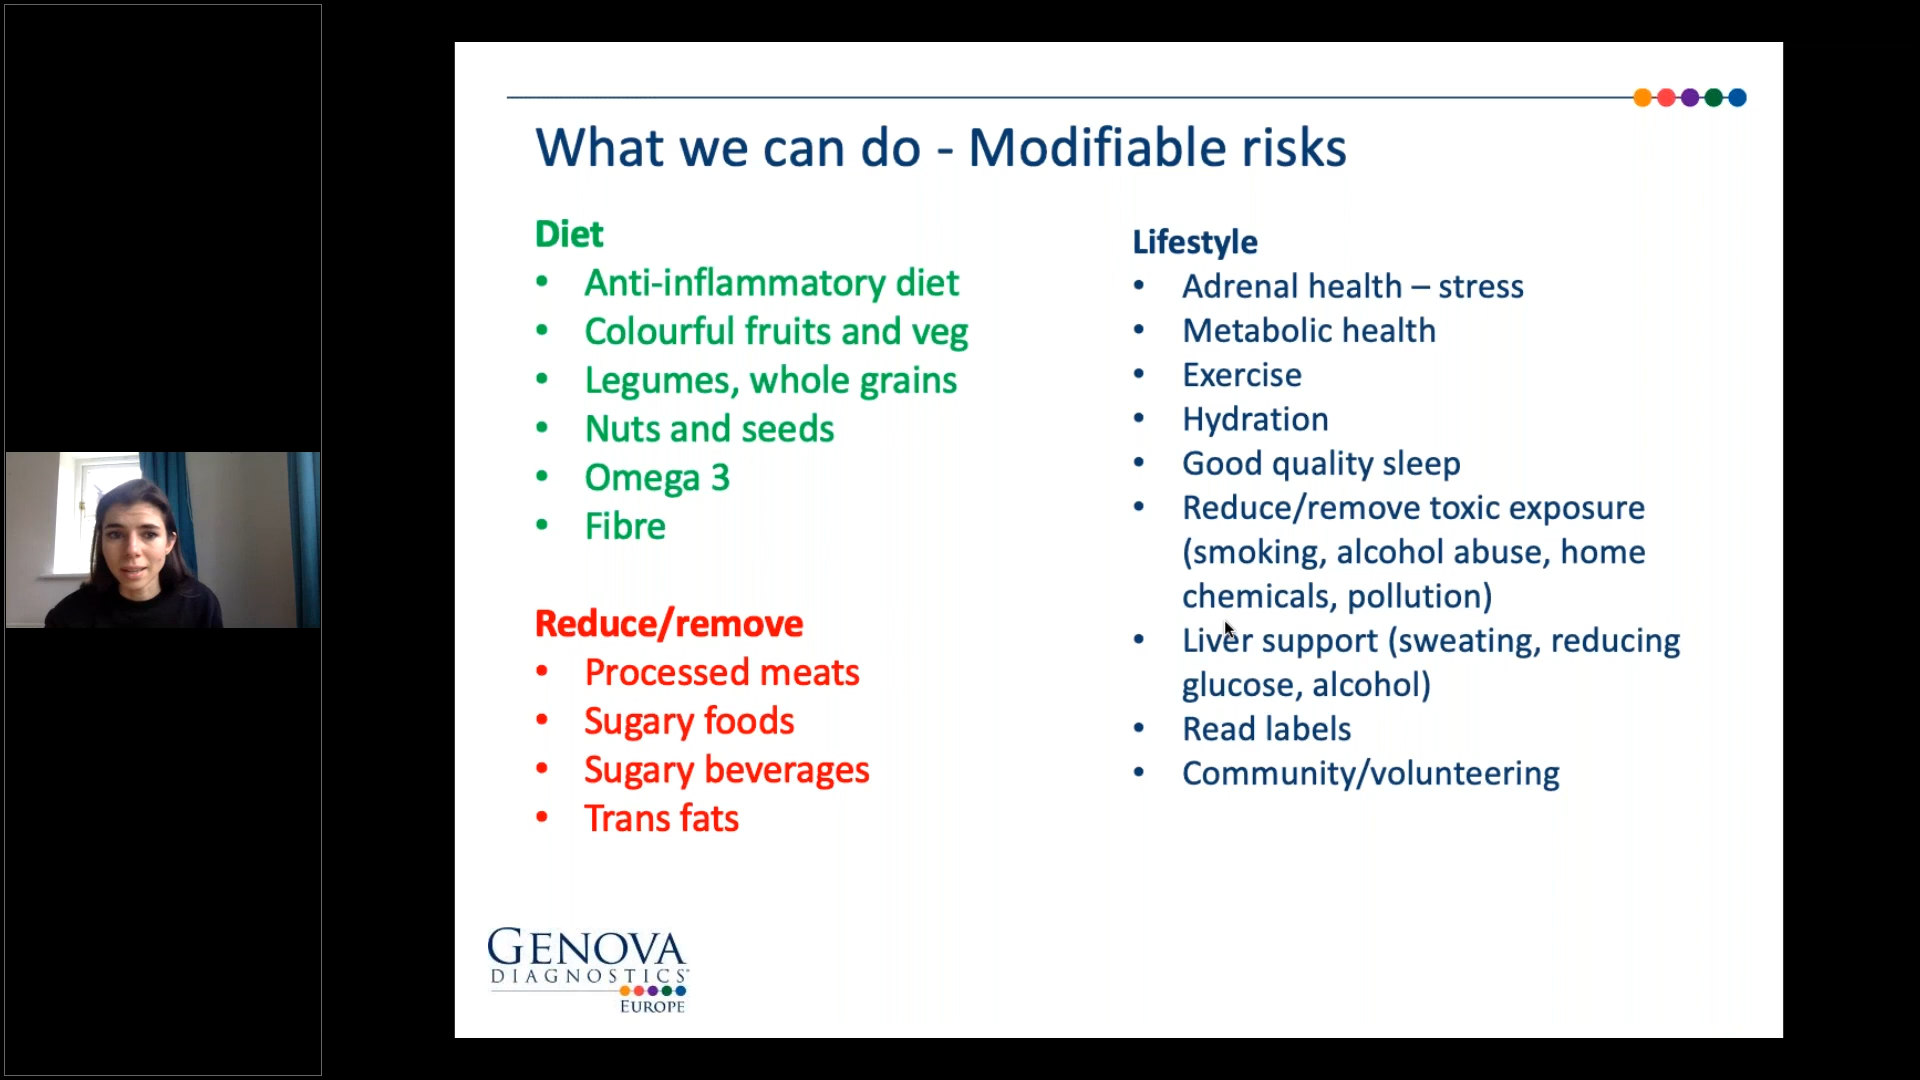 What we can do - Modifiable risks
Diet
• Anti-inflammatory diet
• Colourful fruits and veg
• Legumes, whole grains
• Nuts and seeds
• Omega 3
• Fibre
Reduce/remove
• Processed meats
• Sugary foods
• Sugary beverages
• Trans fats
Lifestyle
• Adrenal health – stress
• Metabolic health
• Exercise
• Hydration
• Good quality sleep
• Reduce/remove toxic exposure
(smoking, alcohol abuse, home
chemicals, pollution)
• Liver support (sweating, reducing
glucose, alcohol)
• Read labels
• Community/volunteering
GENOVA
DIAGNOSTICS
EUROPE